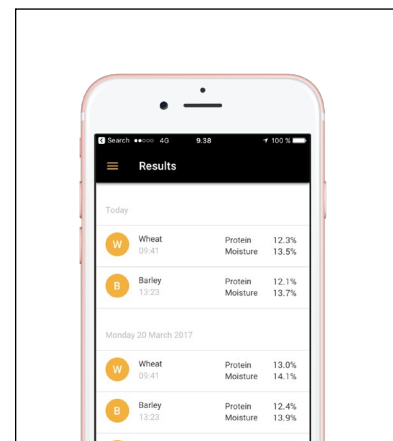 Search 4G 9.38 100 %
Results
Today
W Wheat Protein 12.3%
09:41 Moisture 13.5%
B Barley Protein 12.1%
13:23 Moisture 13.7%
Monday 20 March 2017
W Wheat Protein 13.0%
09:41 Moisture 14.1%
B Barley Protein 12.4%
13:23 Moisture 13.9%